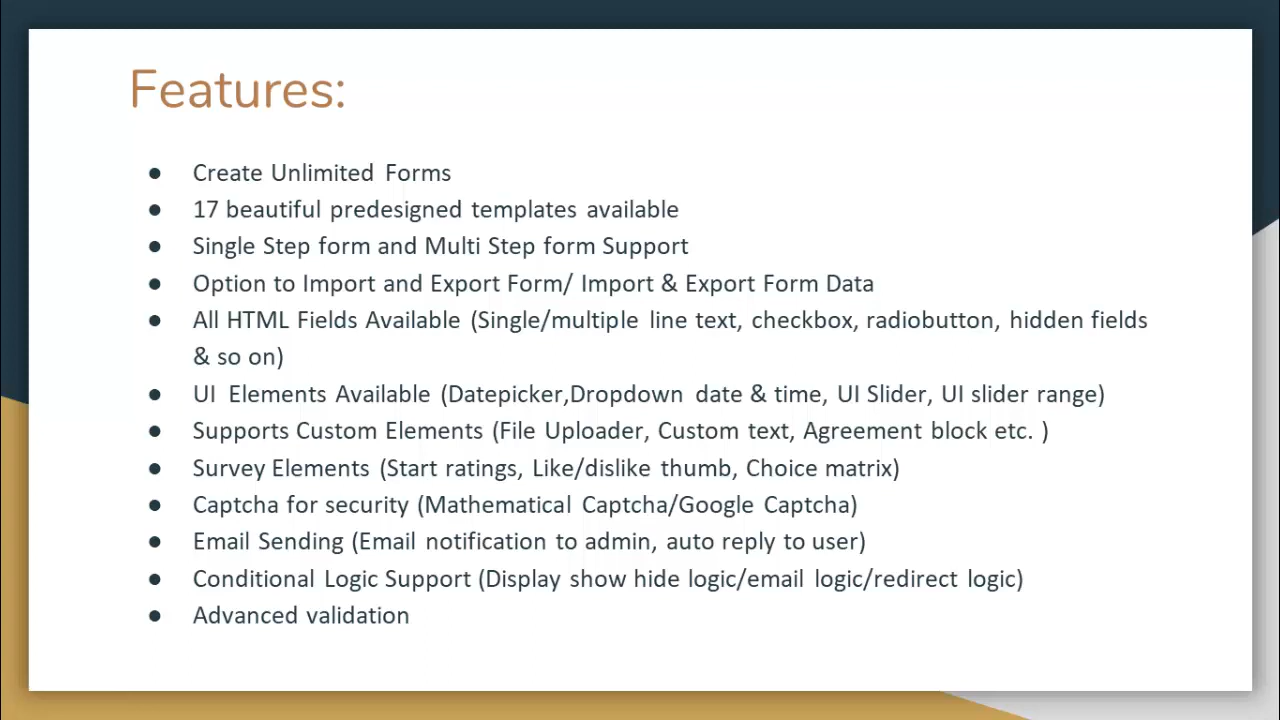 Features:
● Create Unlimited Forms
● 17 beautiful predesigned templates available
● Single Step form and Multi Step form Support
● Option to Import and Export Form/ Import & Export Form Data
● All HTML Fields Available (Single/multiple line text, checkbox, radiobutton, hidden fields
& so on)
● UI Elements Available (Datepicker,Dropdown date & time, UI Slider, UI slider range)
● Supports Custom Elements (File Uploader, Custom text, Agreement block etc. )
● Survey Elements (Start ratings, Like/dislike thumb, Choice matrix)
● Captcha for security (Mathematical Captcha/Google Captcha)
● Email Sending (Email notification to admin, auto reply to user)
● Conditional Logic Support (Display show hide logic/email logic/redirect logic)
● Advanced validation